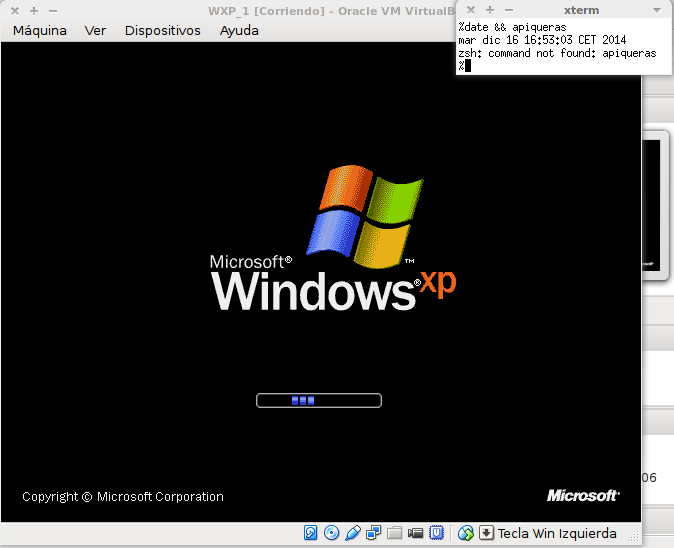 WXP_1 [Corriendo] - Oracle VM VirtualB
xterm
Máquina Ver Dispositivos Ayuda
%date && apiqueras
mar dic 16 16:53:03 CET 2014
zsh: command not found: apiqueras
%
Microsoft®
Windows®xp
™
06
Copyright © Microsoft Corporation
Microsoft®
Tecla Win Izquierda